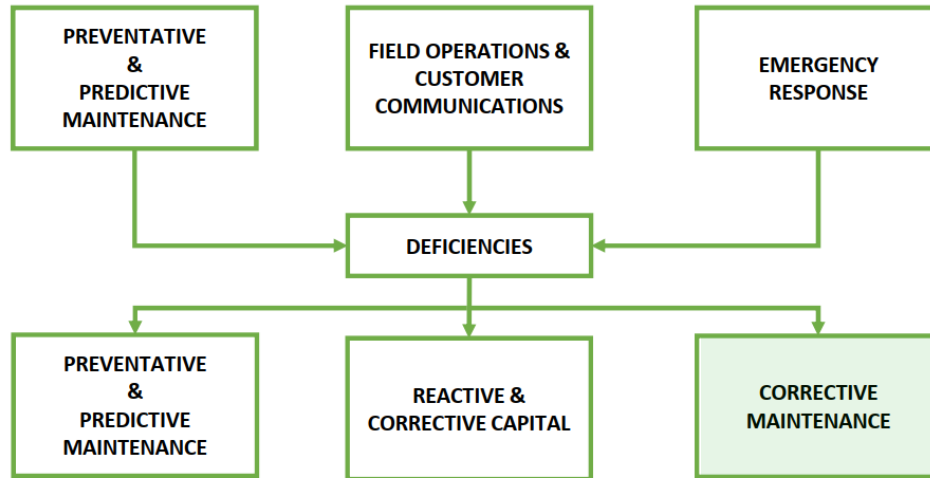 PREVENTATIVE
&
PREDICTIVE
MAINTENANCE
FIELD OPERATIONS &
CUSTOMER
COMMUNICATIONS
EMERGENCY
RESPONSE
DEFICIENCIES
PREVENTATIVE
&
PREDICTIVE
MAINTENANCE
REACTIVE &
CORRECTIVE CAPITAL
CORRECTIVE
MAINTENANCE